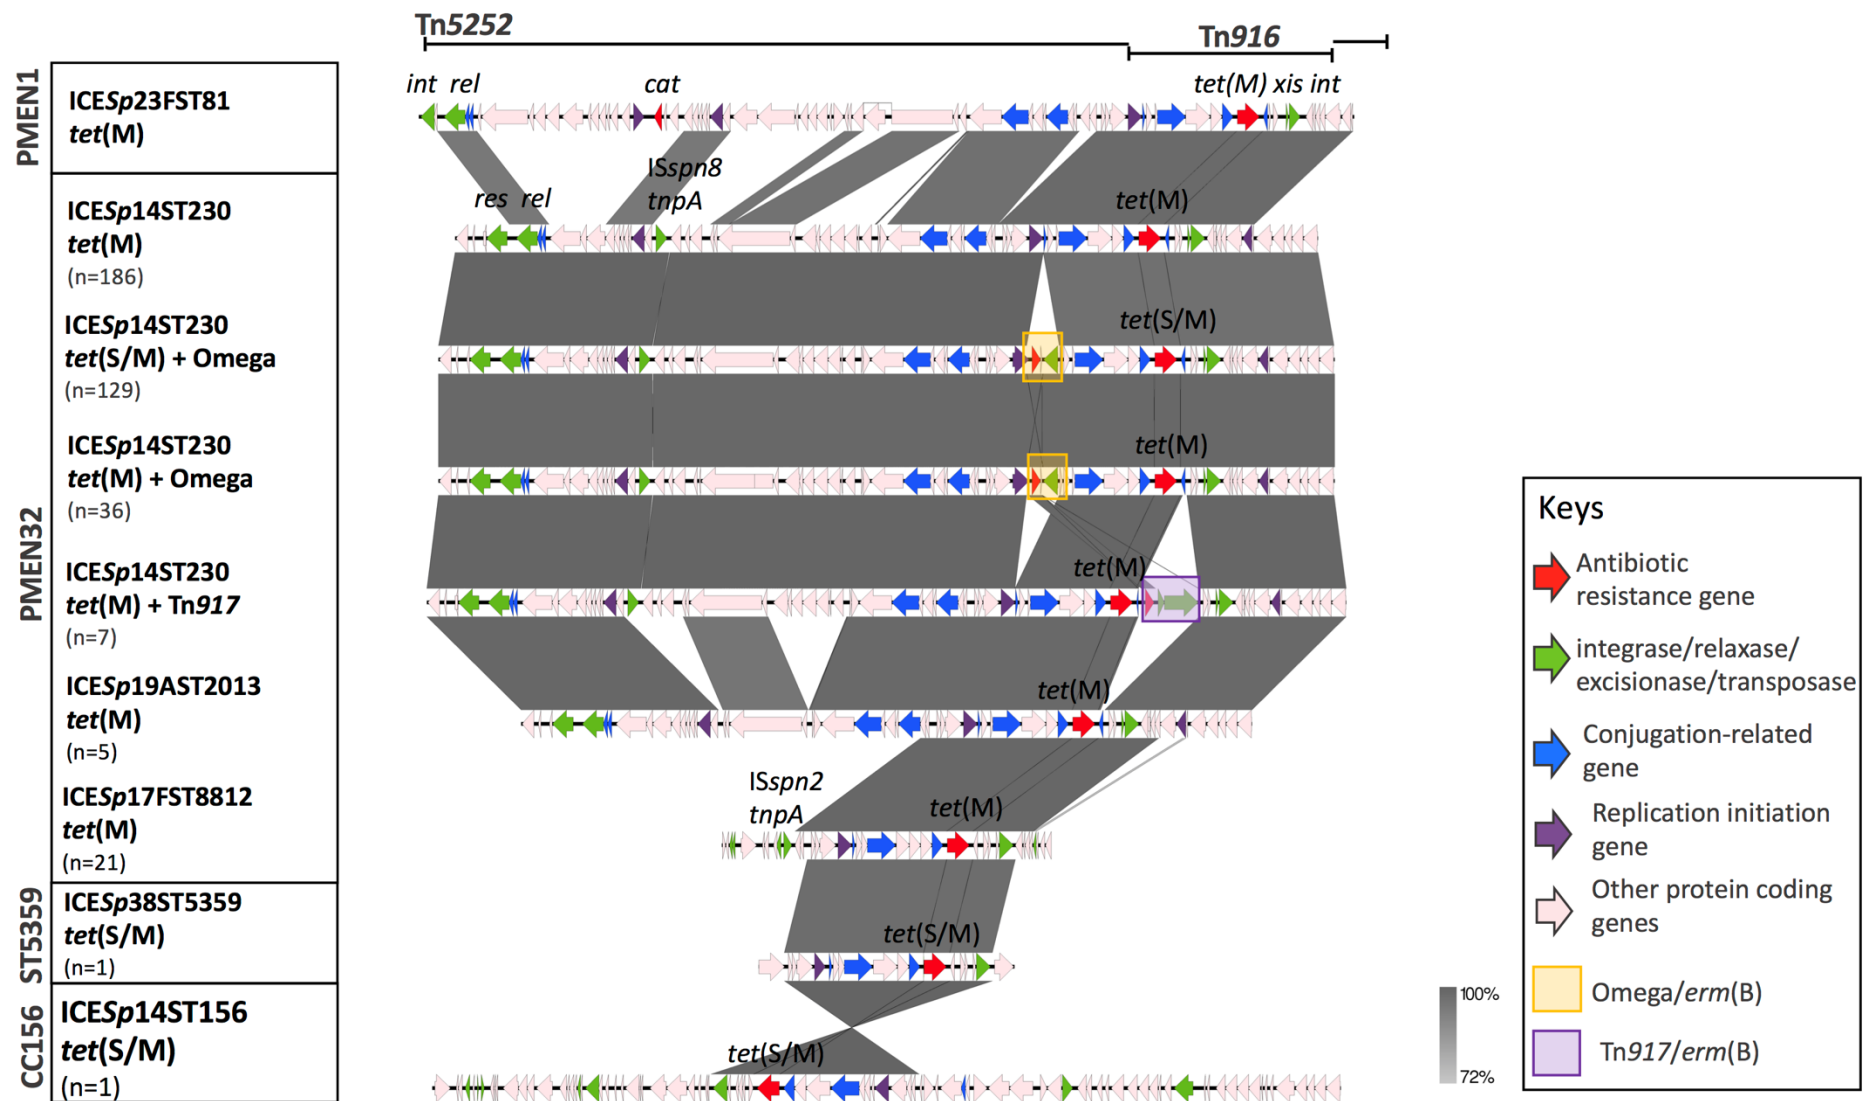 Tn5252
Tn916
PMEN1
ICESp23FST81
tet(M)
int rel
cat
tet(M) xis int
PMEN32
ICESp14ST230
tet(M)
(n=186)
res rel
ISspn8
tnpA
tet(M)
ICESp14ST230
tet(S/M) + Omega
(n=129)
tet(S/M)
ICESp14ST230
tet(M) + Omega
(n=36)
tet(M)
ICESp14ST230
tet(M) + Tn917
(n=7)
tet(M)
ICESp19AST2013
tet(M)
(n=5)
tet(M)
ICESp17FST8812
tet(M)
(n=21)
ISspn2
tnpA
tet(M)
ST5359
ICESp38ST5359
tet(S/M)
(n=1)
tet(S/M)
CC156
ICESp14ST156
tet(S/M)
(n=1)
tet(S/M)
100%
72%
Keys
Antibiotic
resistance gene
integrase/relaxase/
excisionase/transposase
Conjugation-related
gene
Replication initiation
gene
Other protein coding
genes
Omega/erm(B)
Tn917/erm(B)